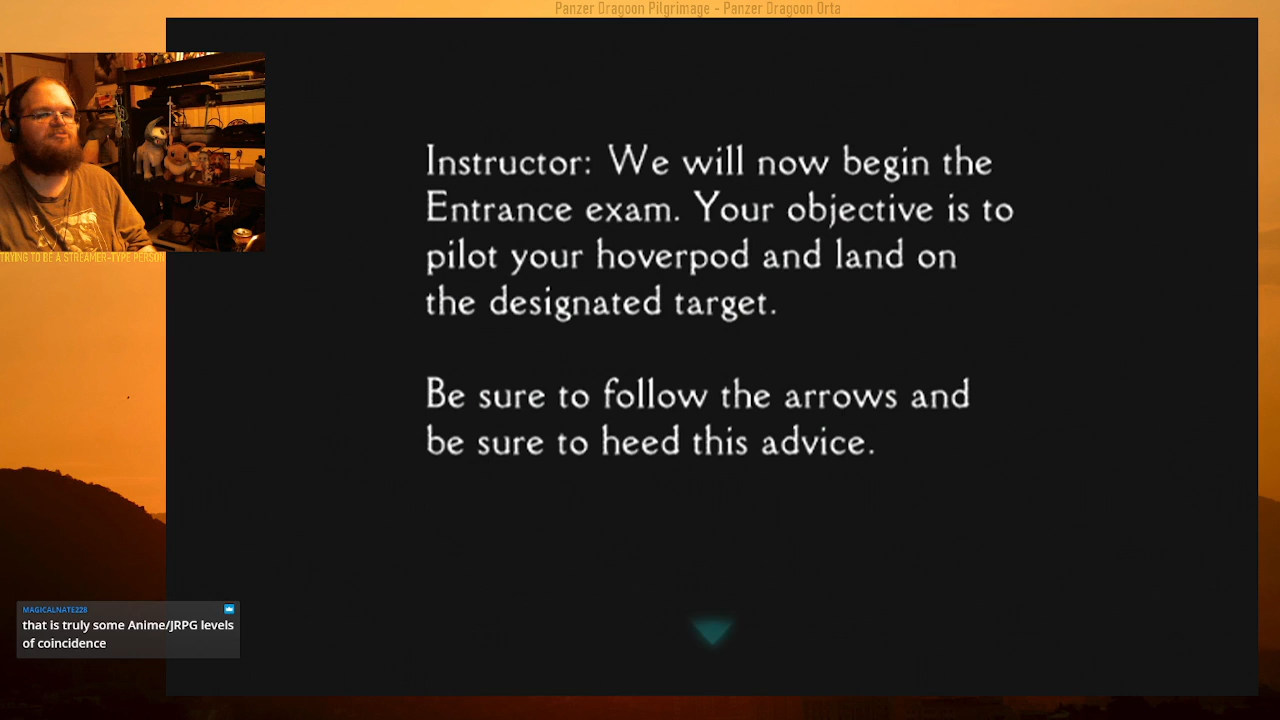 Panzer Dragoon Pilgrimage - Panzer Dragoon Orta
Instructor: We will now begin the
Entrance exam. Your objective is to
pilot your hoverpod and land on
the designated target.
Be sure to follow the arrows and
be sure to heed this advice.
TRYING TO BE A STREAMER-TYPE PERSON
MAGICALNATE228
that is truly some Anime/JRPG levels
of coincidence